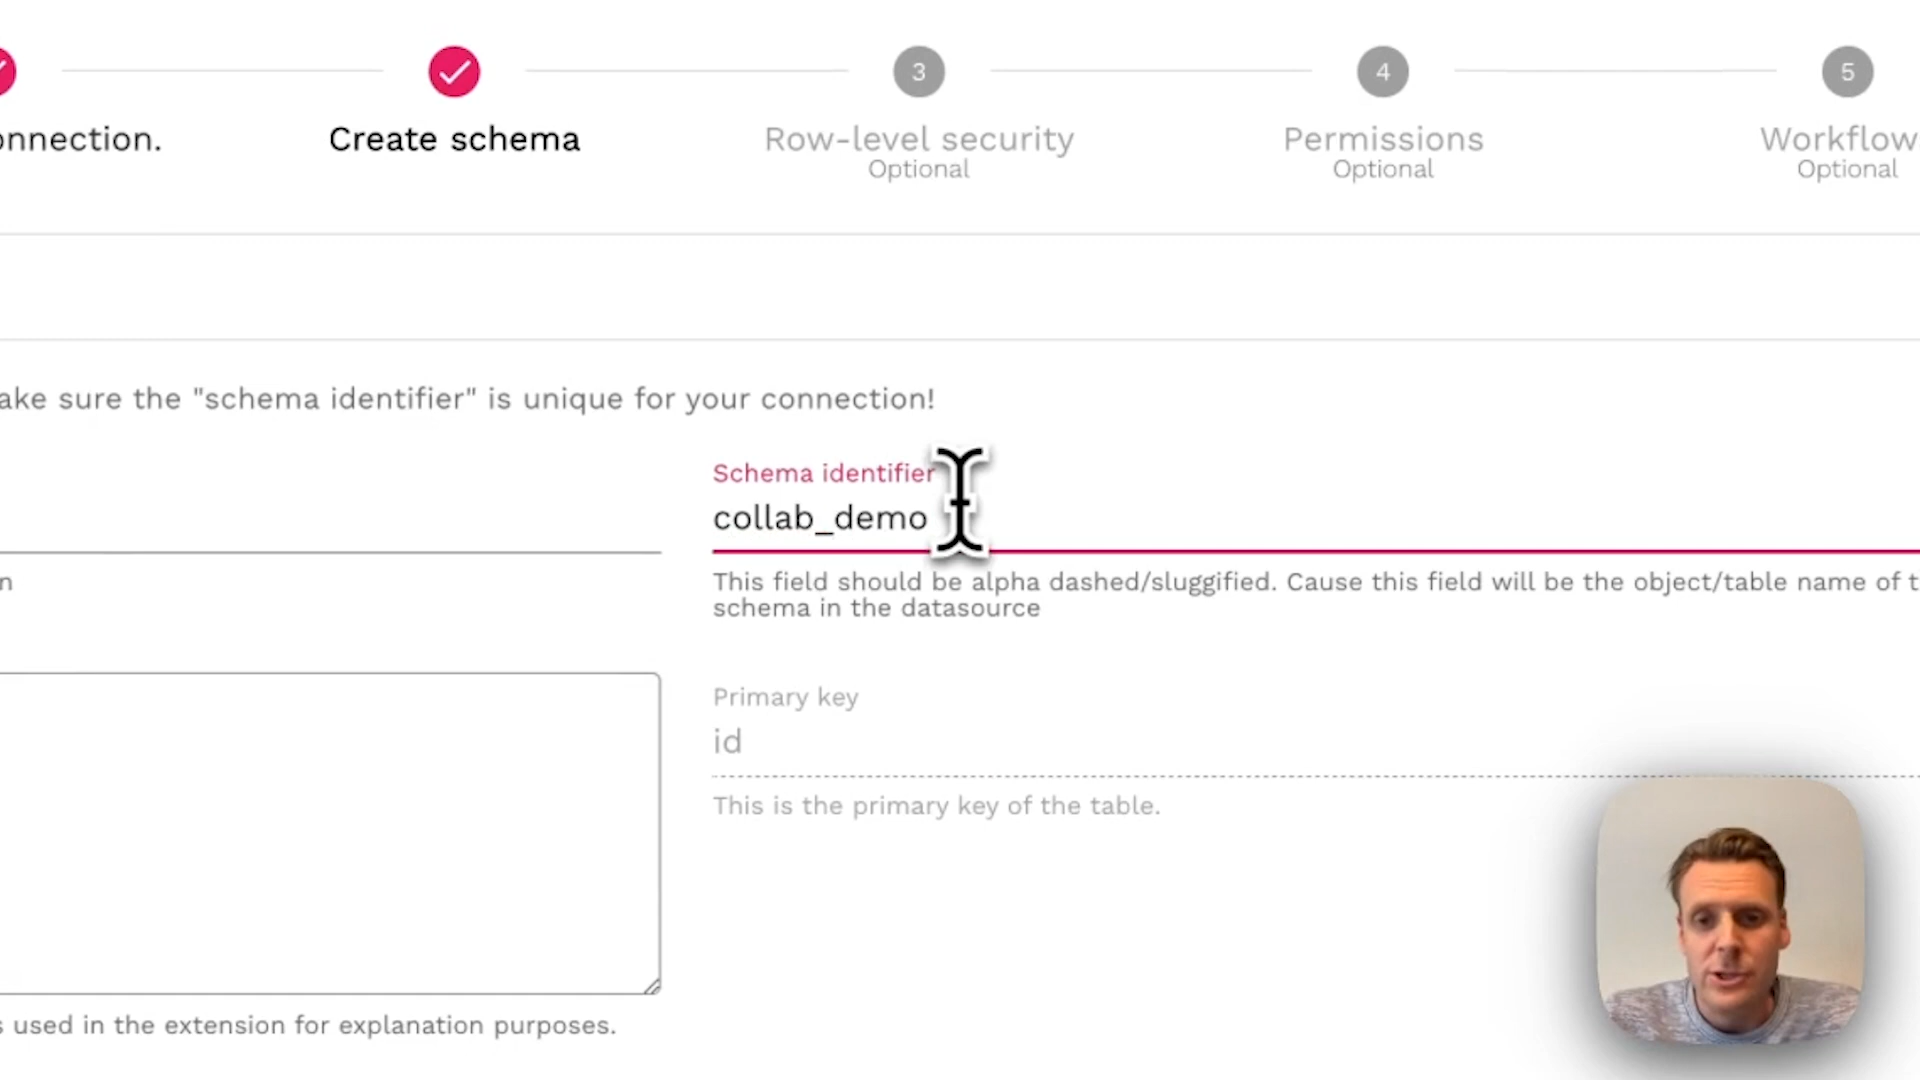 3
4
5
onnection.
Create schema
Row-level security
Permissions
Workflow
Optional
Optional
Optional
ake sure the "schema identifier" is unique for your connection!
Schema identifier
collab_demo
n
This field should be alpha dashed/sluggified. Cause this field will be the object/table name of t
schema in the datasource
Primary key
id
This is the primary key of the table.
s used in the extension for explanation purposes.